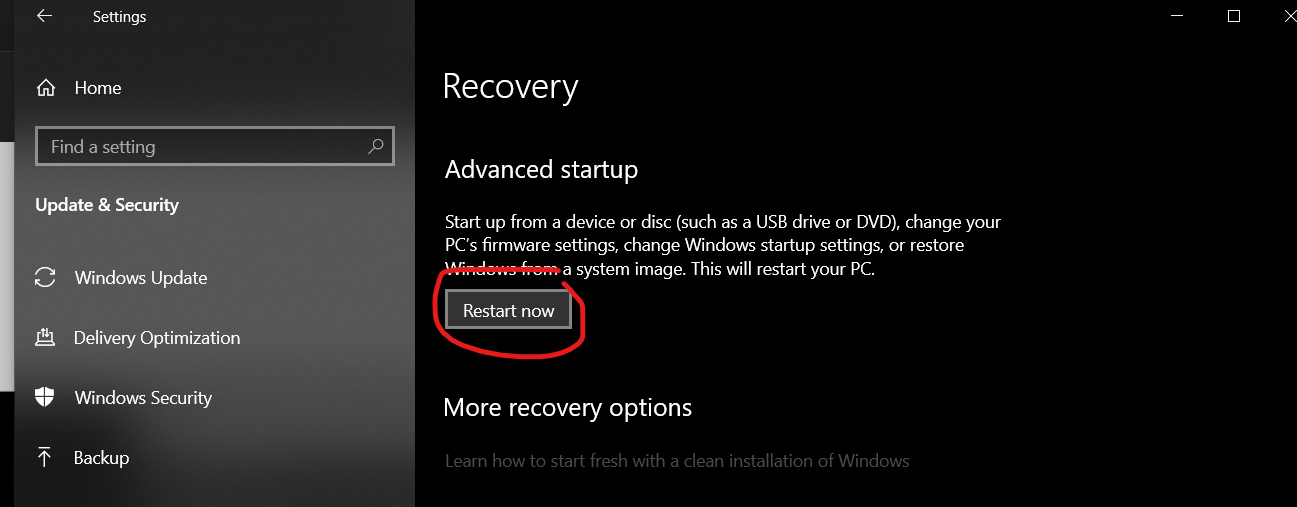 Settings
Home
Find a setting
Update & Security
Windows Update
Delivery Optimization
Windows Security
Backup
Recovery
Advanced startup
Start up from a device or disc (such as a USB drive or DVD), change your
PC's firmware settings, change Windows startup settings, or restore
Windows from a system image. This will restart your PC.
Restart now
More recovery options
Learn how to start fresh with a clean installation of Windows